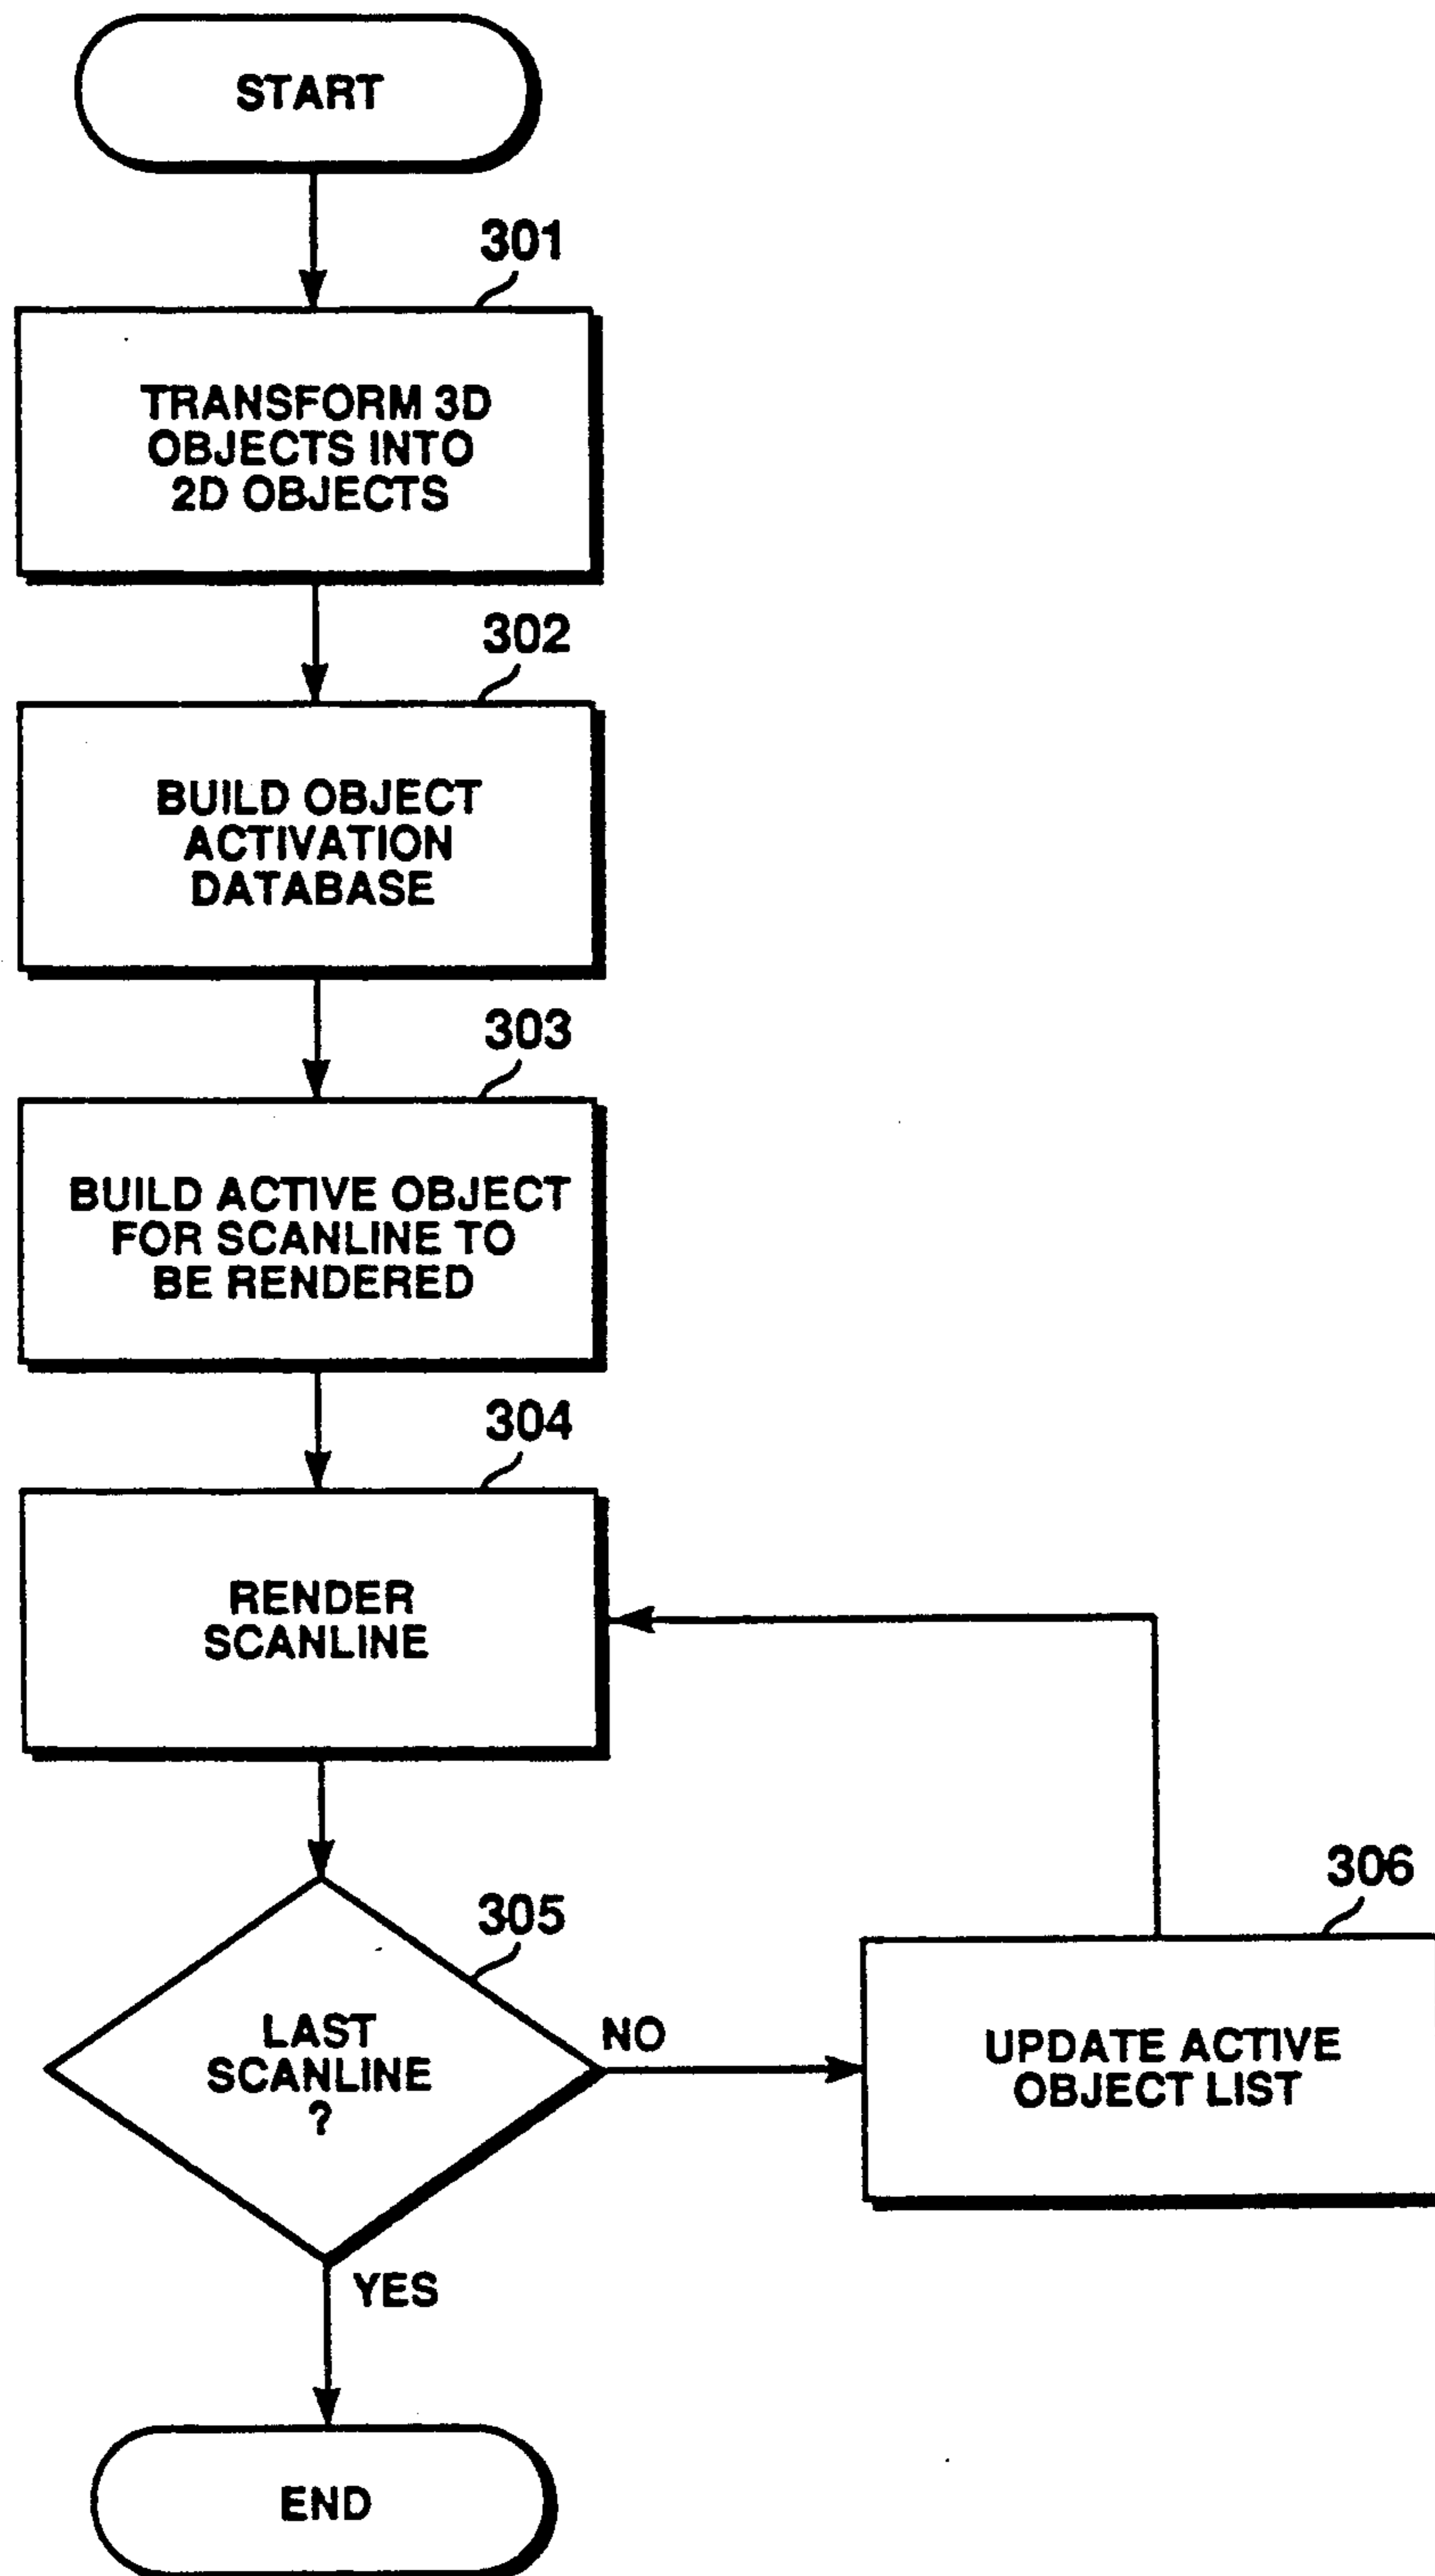 START
301
TRANSFORM 3D
OBJECTS INTO
2D OBJECTS
302
BUILD OBJECT
ACTIVATION
DATABASE
303
BUILD ACTIVE OBJECT
FOR SCANLINE TO
BE RENDERED
304
RENDER
SCANLINE
305
LAST
SCANLINE
?
NO
306
UPDATE ACTIVE
OBJECT LIST
YES
END